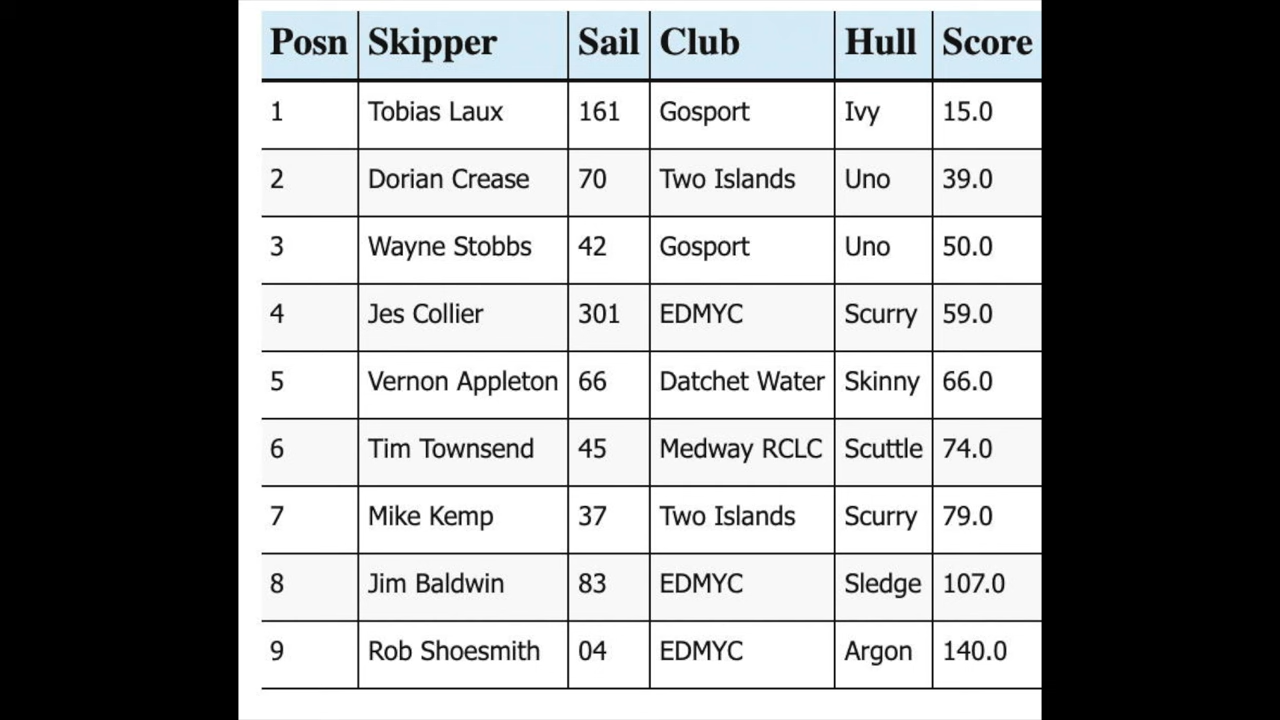 Posn Skipper Sail Club Hull Score
1 Tobias Laux 161 Gosport Ivy 15.0
2 Dorian Crease 70 Two Islands Uno 39.0
3 Wayne Stobbs 42 Gosport Uno 50.0
4 Jes Collier 301 EDMYC Scurry 59.0
5 Vernon Appleton 66 Datchet Water Skinny 66.0
6 Tim Townsend 45 Medway RCLC Scuttle 74.0
7 Mike Kemp 37 Two Islands Scurry 79.0
8 Jim Baldwin 83 EDMYC Sledge 107.0
9 Rob Shoesmith 04 EDMYC Argon 140.0